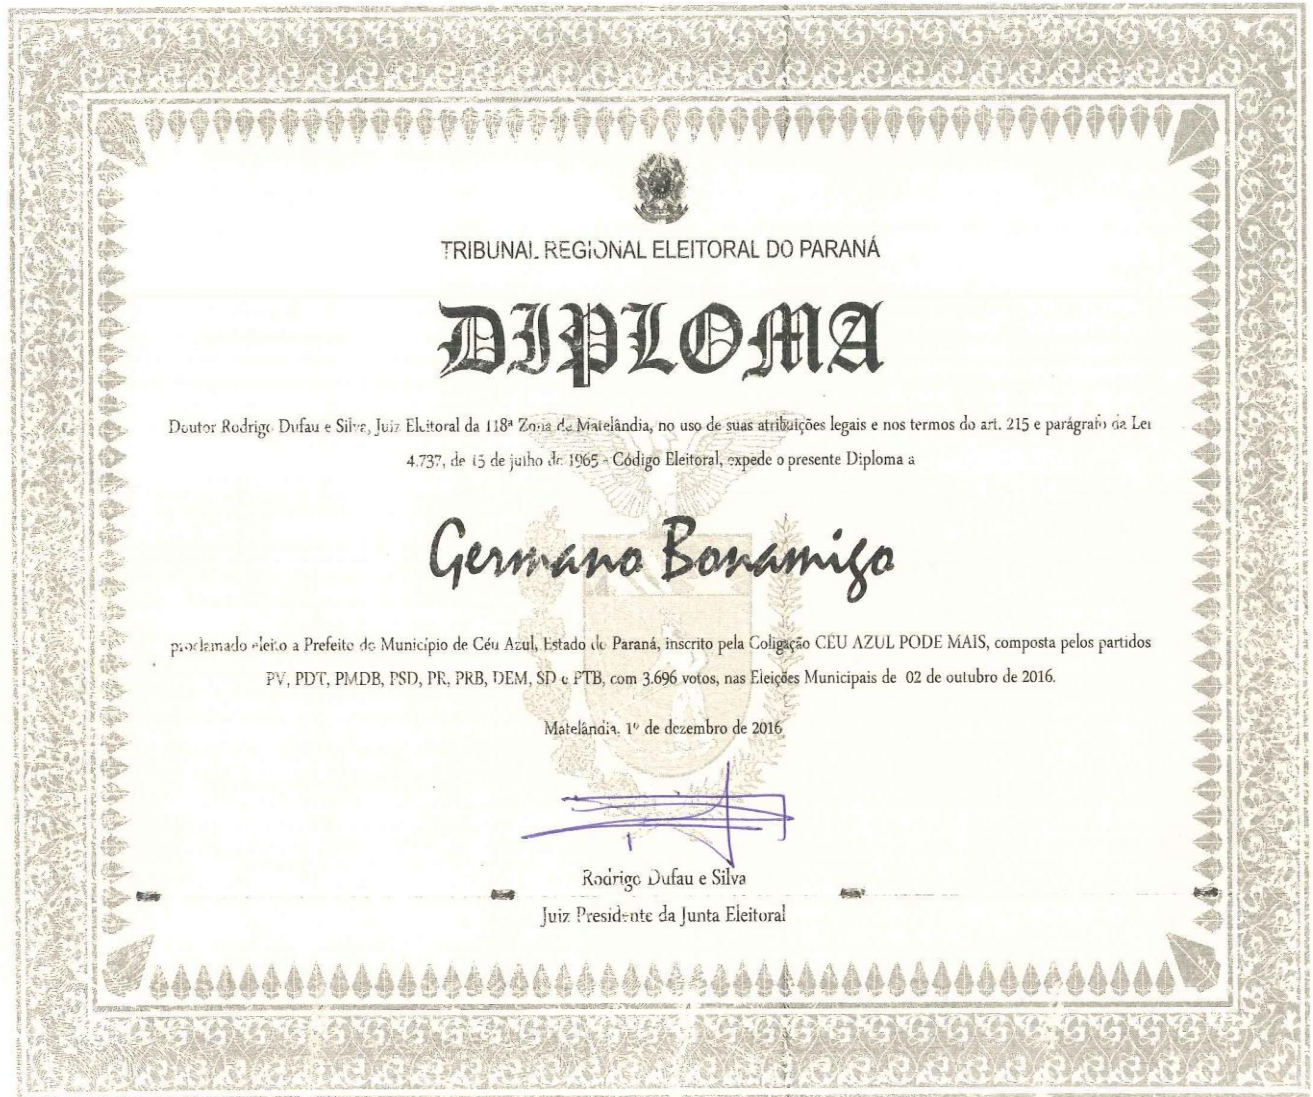 TRIBUNAL REGIONAL ELEITORAL DO PARANÁ
DIPLOMA
Doutor Rodrigo Dufau e Silva, Juiz Eleitoral da 118ª Zona de Matelândia, no uso de suas atribuições legais e nos termos do art. 215 e parágrafo da Lei
4.737, de 15 de julho de 1965 - Código Eleitoral, expede o presente Diploma a
Germano Bonamigo
proclamado eleito a Prefeito do Município de Céu Azul, Estado do Paraná, inscrito pela Coligação CÉU AZUL PODE MAIS, composta pelos partidos
PV, PDT, PMDB, PSD, PR, PRB, DEM, SD e PTB, com 3.696 votos, nas Eleições Municipais de 02 de outubro de 2016.
Matelândia, 1º de dezembro de 2016
Rodrigo Dufau e Silva
Juiz Presidente da Junta Eleitoral